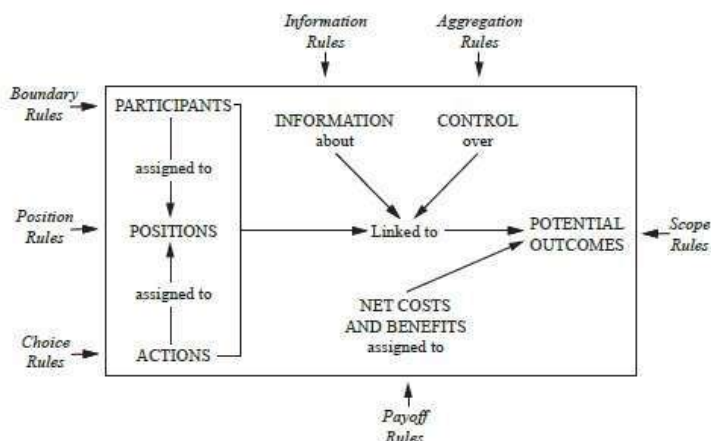 Information
Rules
Aggregation
Rules
Boundary
Rules
PARTICIPANTS
INFORMATION
about
CONTROL
over
assigned to
Position
Rules
POSITIONS
Linked to
POTENTIAL
OUTCOMES
Scope
Rules
assigned to
NET COSTS
AND BENEFITS
assigned to
Choice
Rules
ACTIONS
Payoff
Rules